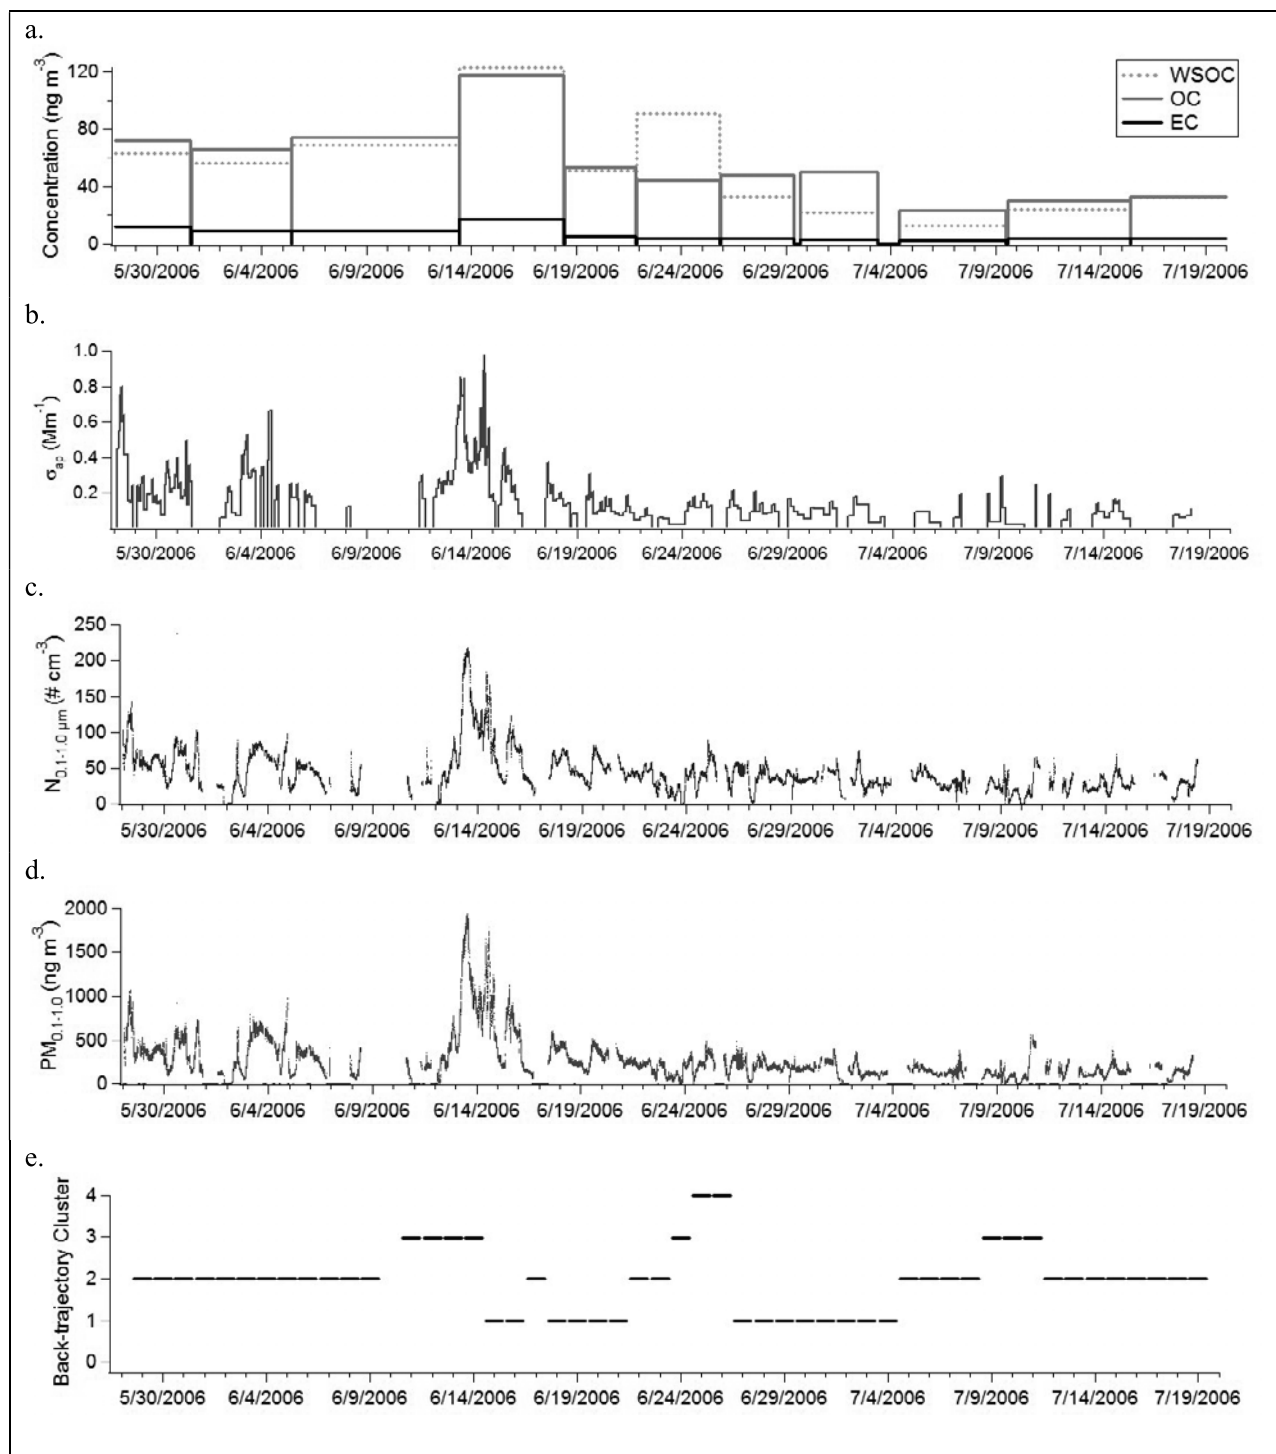 a.
Concentration (ng m-3)
120
80
40
0
WSOC
OC
EC
5/30/2006 6/4/2006 6/9/2006 6/14/2006 6/19/2006 6/24/2006 6/29/2006 7/4/2006 7/9/2006 7/14/2006 7/19/2006
b.
σap (Mm-1)
1.0
0.8
0.6
0.4
0.2
5/30/2006 6/4/2006 6/9/2006 6/14/2006 6/19/2006 6/24/2006 6/29/2006 7/4/2006 7/9/2006 7/14/2006 7/19/2006
c.
N0.1-1.0 μm (# cm-3)
250
200
150
100
50
0
5/30/2006 6/4/2006 6/9/2006 6/14/2006 6/19/2006 6/24/2006 6/29/2006 7/4/2006 7/9/2006 7/14/2006 7/19/2006
d.
PM0.1-1.0 (ng m-3)
2000
1500
1000
500
0
5/30/2006 6/4/2006 6/9/2006 6/14/2006 6/19/2006 6/24/2006 6/29/2006 7/4/2006 7/9/2006 7/14/2006 7/19/2006
e.
Back-trajectory Cluster
4
3
2
1
0
5/30/2006 6/4/2006 6/9/2006 6/14/2006 6/19/2006 6/24/2006 6/29/2006 7/4/2006 7/9/2006 7/14/2006 7/19/2006